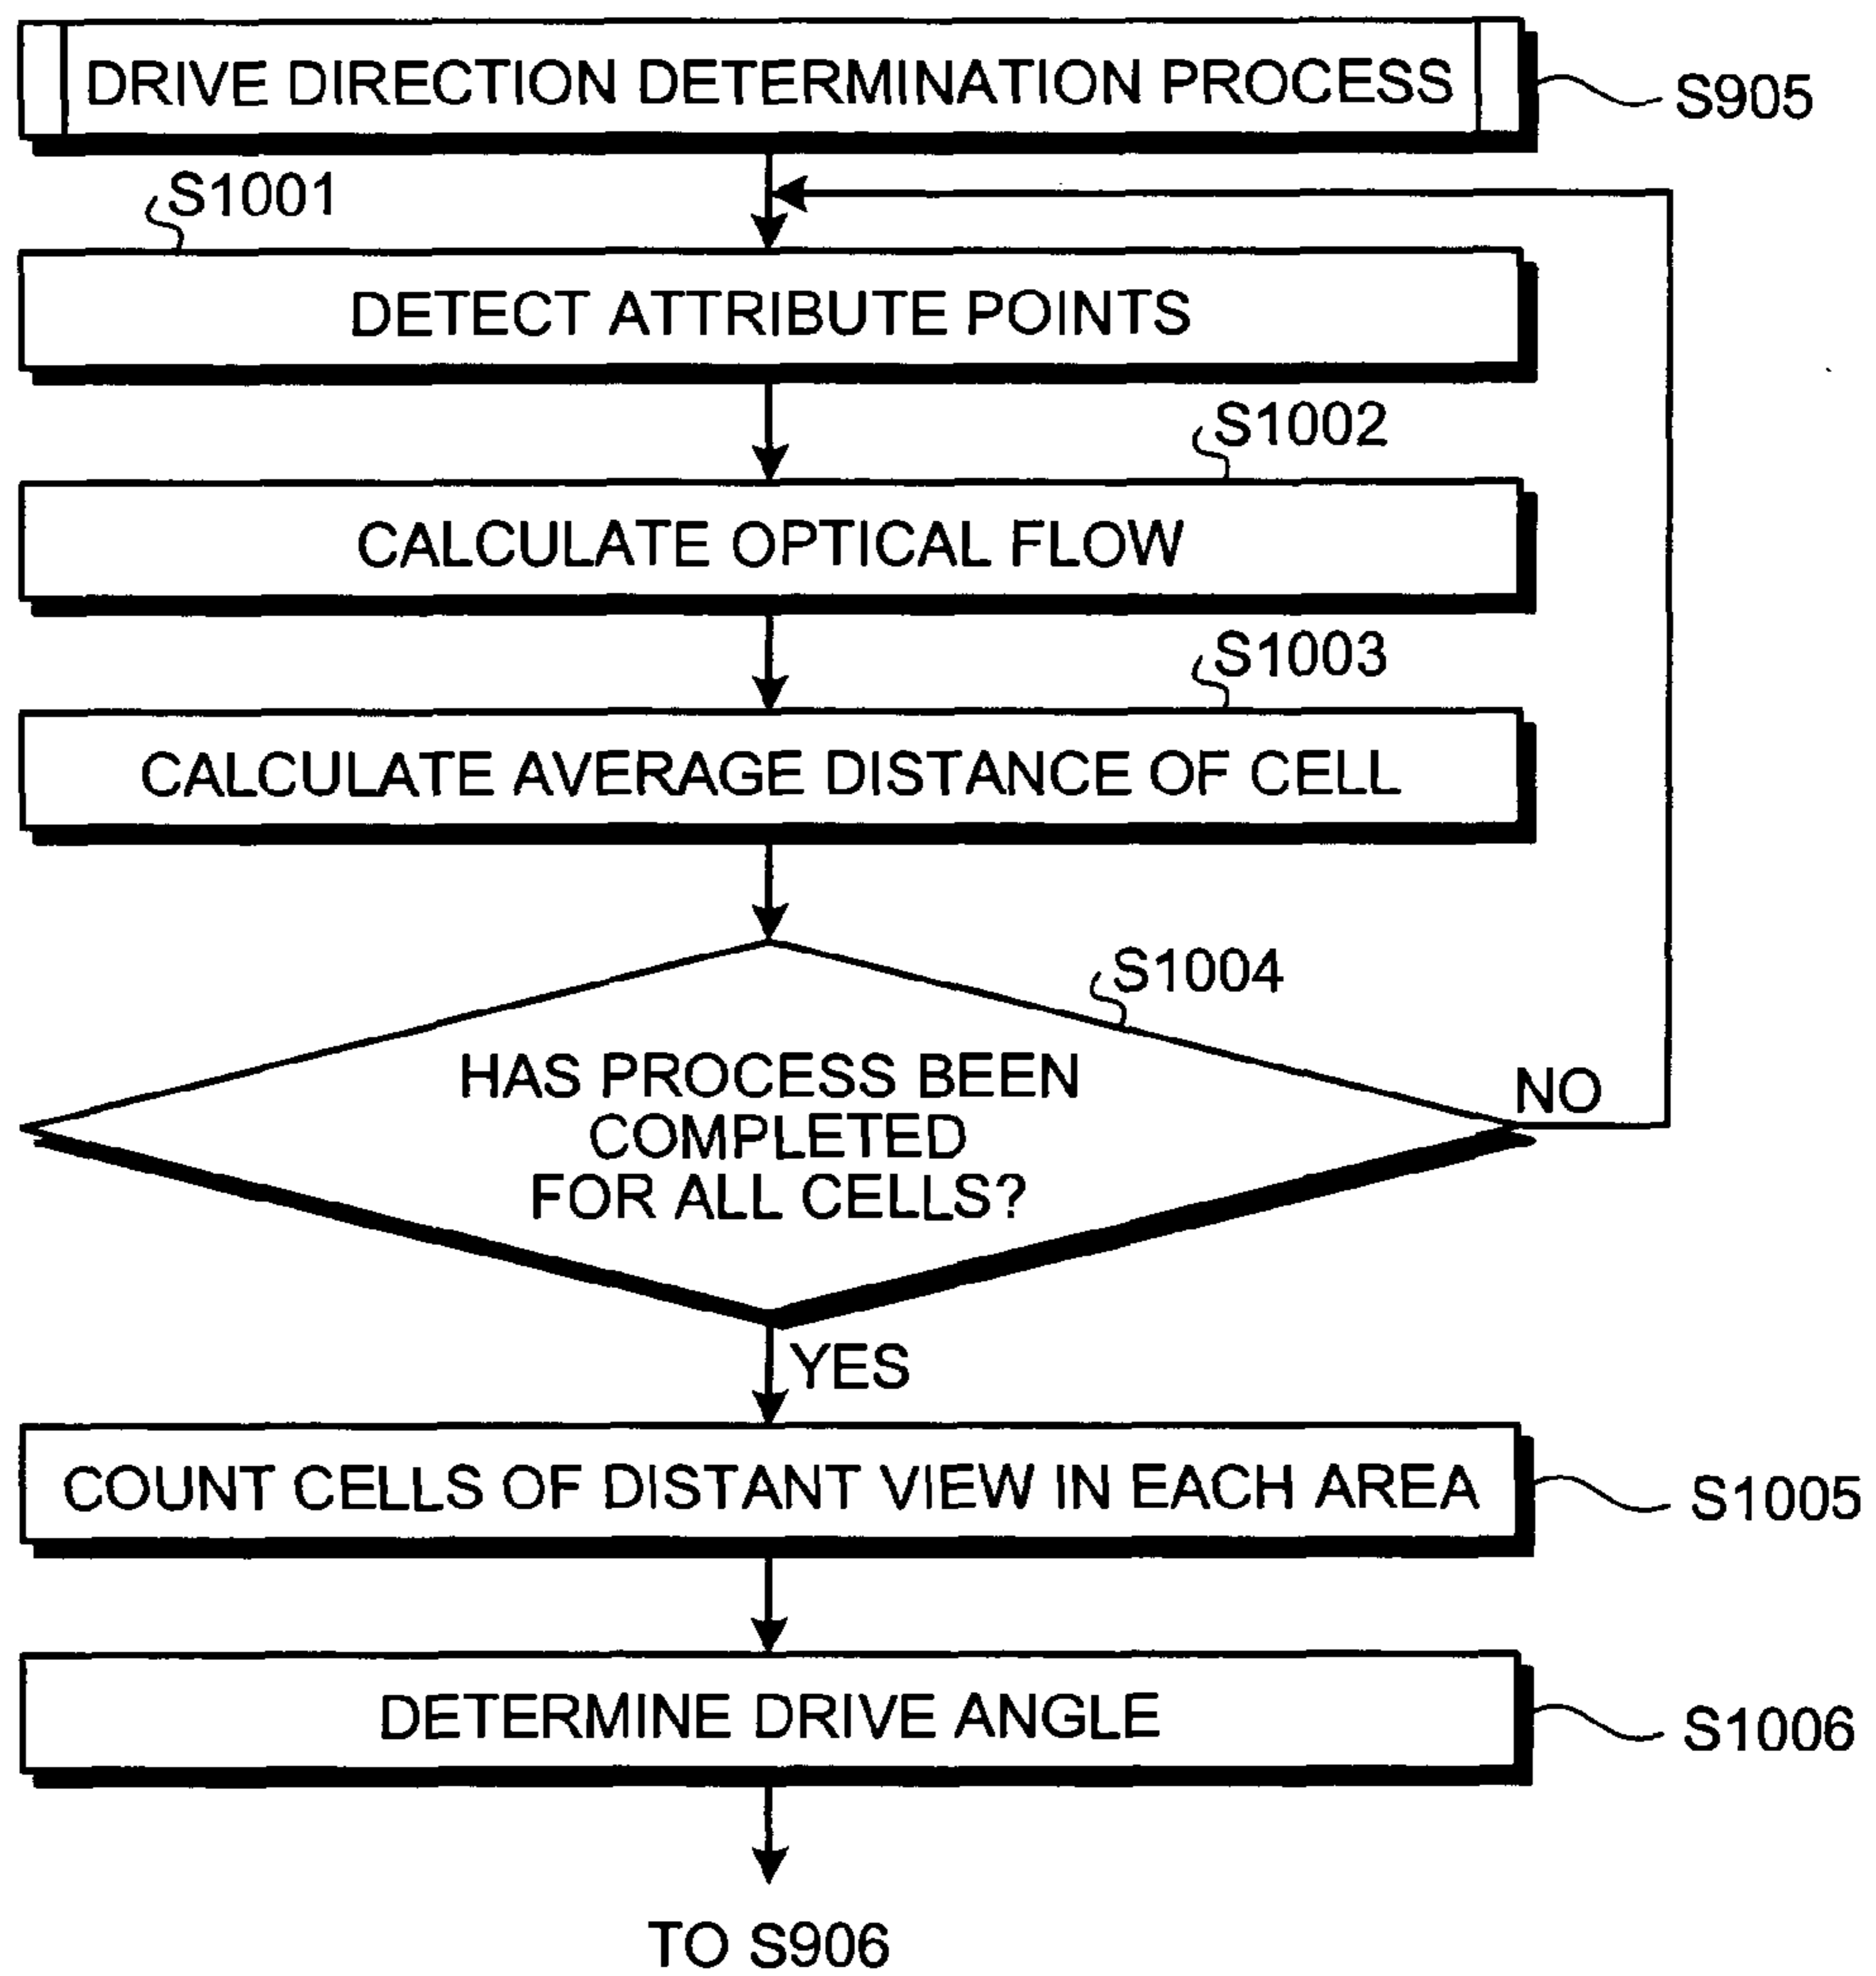 DRIVE DIRECTION DETERMINATION PROCESS
S905
S1001
DETECT ATTRIBUTE POINTS
S1002
CALCULATE OPTICAL FLOW
S1003
CALCULATE AVERAGE DISTANCE OF CELL
S1004
HAS PROCESS BEEN
COMPLETED
FOR ALL CELLS?
NO
YES
COUNT CELLS OF DISTANT VIEW IN EACH AREA
S1005
DETERMINE DRIVE ANGLE
S1006
TO S906